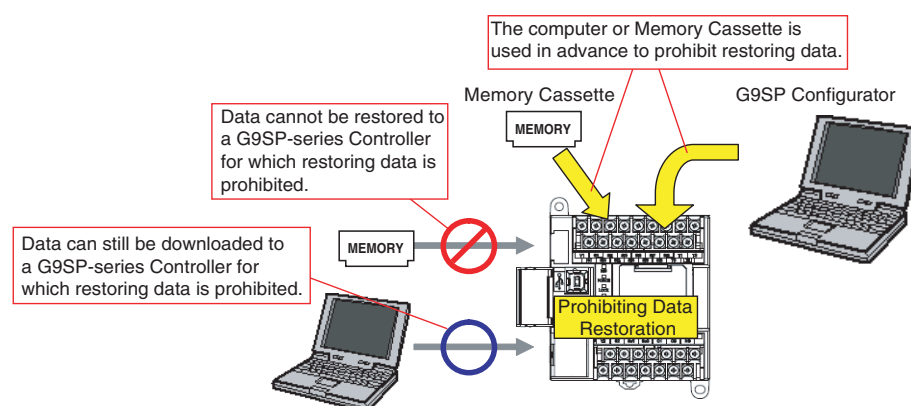 The computer or Memory Cassette is
used in advance to prohibit restoring data.
Memory Cassette
G9SP Configurator
MEMORY
Data cannot be restored to
a G9SP-series Controller
for which restoring data is
prohibited.
MEMORY
Data can still be downloaded to
a G9SP-series Controller for
which restoring data is prohibited.
Prohibiting Data
Restoration